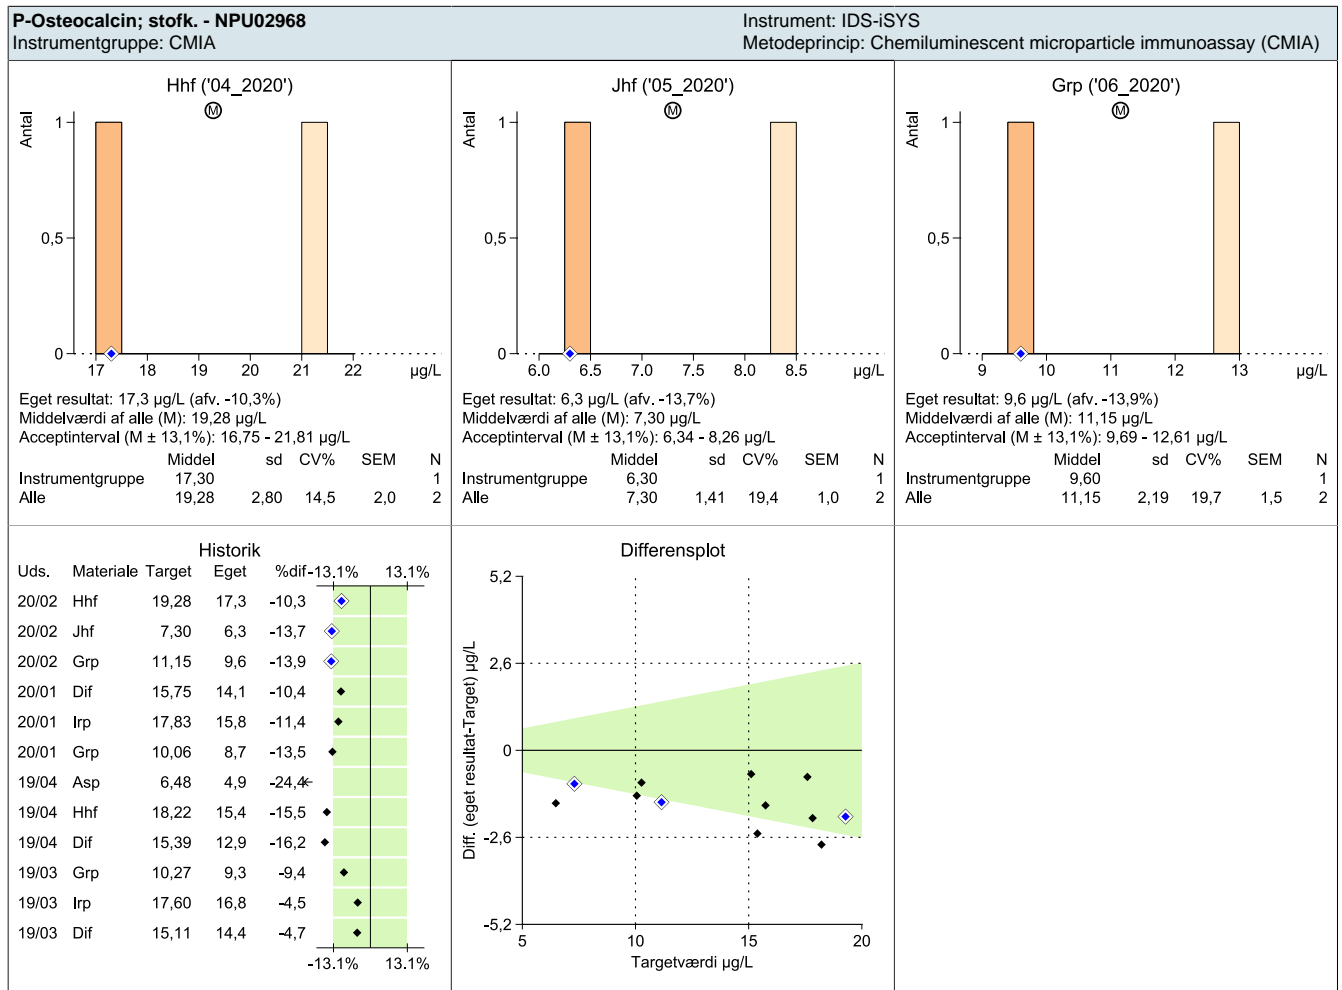 P-Osteocalcin; stofk. - NPU02968
Instrumentgruppe: CMIA
Instrument: IDS-iSYS
Metodeprincip: Chemiluminescent microparticle immunoassay (CMIA)
Hhf ('04_2020')
M
Antal
1
0,5
0
17 18 19 20 21 22 µg/L
Eget resultat: 17,3 µg/L (afv. -10,3%)
Middelværdi af alle (M): 19,28 µg/L
Acceptinterval (M ± 13,1%): 16,75 - 21,81 µg/L
Middel sd CV% SEM N
Instrumentgruppe 17,30 1
Alle 19,28 2,80 14,5 2,0 2
Jhf ('05_2020')
M
Antal
1
0,5
0
6.0 6.5 7.0 7.5 8.0 8.5 µg/L
Eget resultat: 6,3 µg/L (afv. -13,7%)
Middelværdi af alle (M): 7,30 µg/L
Acceptinterval (M ± 13,1%): 6,34 - 8,26 µg/L
Middel sd CV% SEM N
Instrumentgruppe 6,30 1
Alle 7,30 1,41 19,4 1,0 2
Grp ('06_2020')
M
Antal
1
0,5
0
9 10 11 12 13 µg/L
Eget resultat: 9,6 µg/L (afv. -13,9%)
Middelværdi af alle (M): 11,15 µg/L
Acceptinterval (M ± 13,1%): 9,69 - 12,61 µg/L
Middel sd CV% SEM N
Instrumentgruppe 9,60 1
Alle 11,15 2,19 19,7 1,5 2
Historik
Uds. Materiale Target Eget %dif -13.1% 13.1%
20/02 Hhf 19,28 17,3 -10,3
20/02 Jhf 7,30 6,3 -13,7
20/02 Grp 11,15 9,6 -13,9
20/01 Dif 15,75 14,1 -10,4
20/01 Irp 17,83 15,8 -11,4
20/01 Grp 10,06 8,7 -13,5
19/04 Asp 6,48 4,9 -24,4
19/04 Hhf 18,22 15,4 -15,5
19/04 Dif 15,39 12,9 -16,2
19/03 Grp 10,27 9,3 -9,4
19/03 Irp 17,60 16,8 -4,5
19/03 Dif 15,11 14,4 -4,7
-13.1% 13.1%
Differensplot
Diff. (eget resultat-Target) µg/L
5,2
2,6
0
-2.6
-5,2
5 10 15 20
Targetværdi µg/L